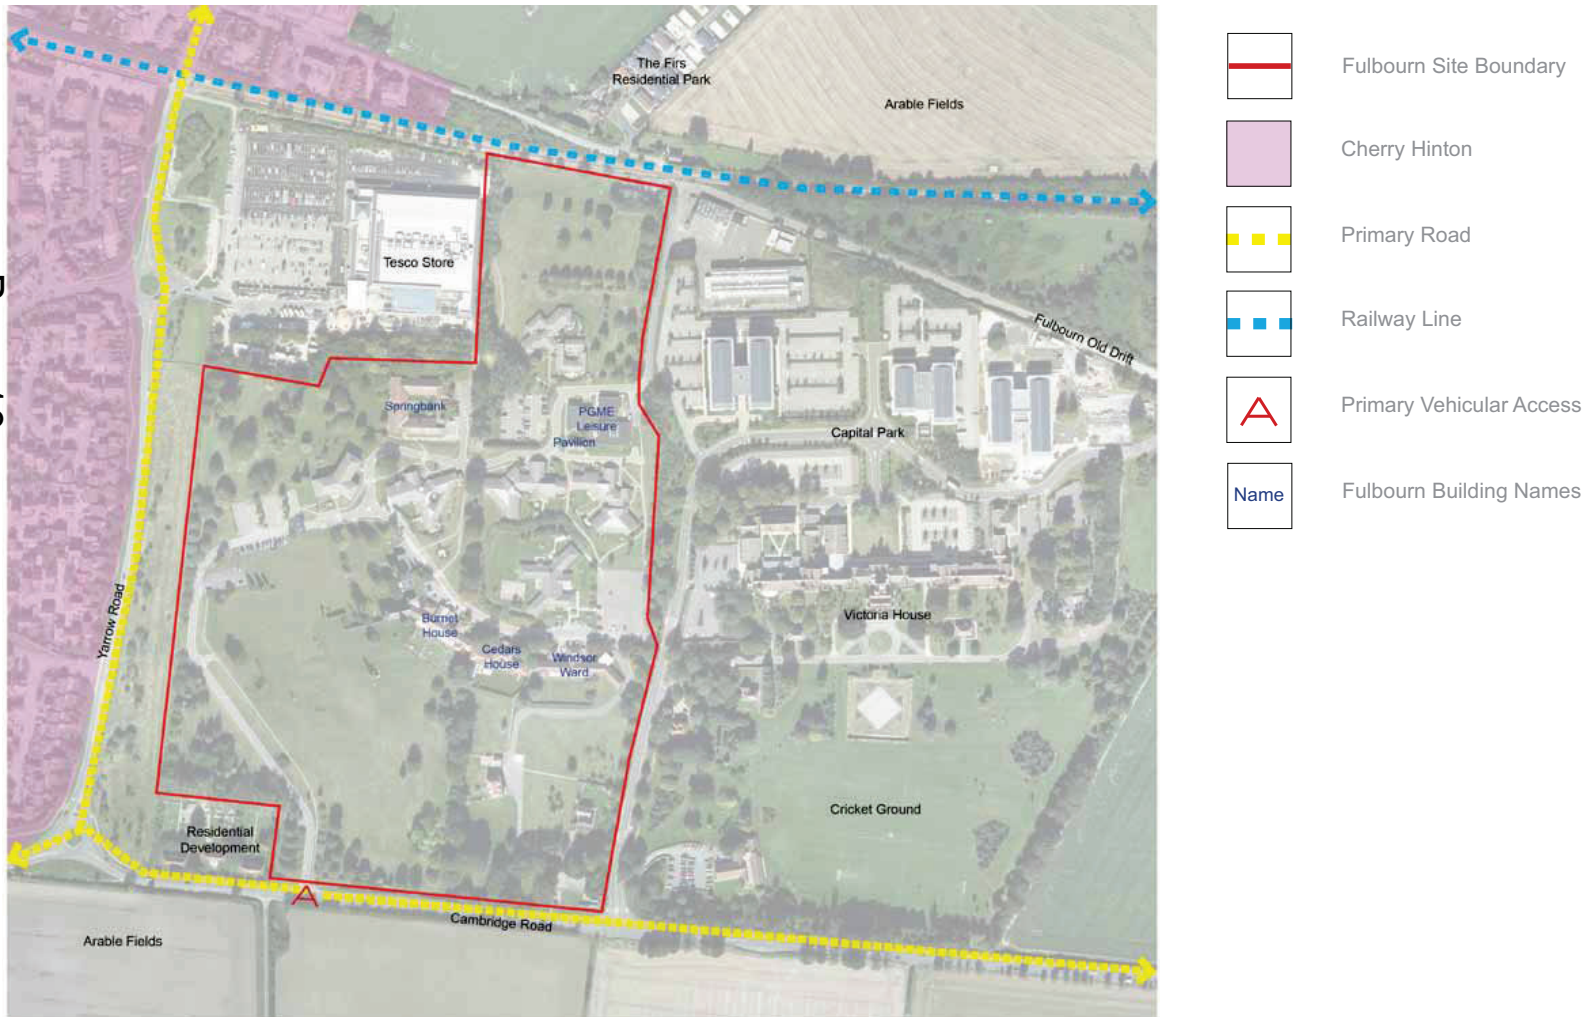 The Firs
Residential Park
Arable Fields
Tesco Store
Fulbourn Old Drift
Springbank
PGME
Leisure
Pavilion
Capital Park
Yarrow Road
Burnet
House
Cedars
House
Windsor
Ward
Victoria House
Residential
Development
Cricket Ground
Cambridge Road
Arable Fields
Fulbourn Site Boundary
Cherry Hinton
Primary Road
Railway Line
Primary Vehicular Access
Name
Fulbourn Building Names